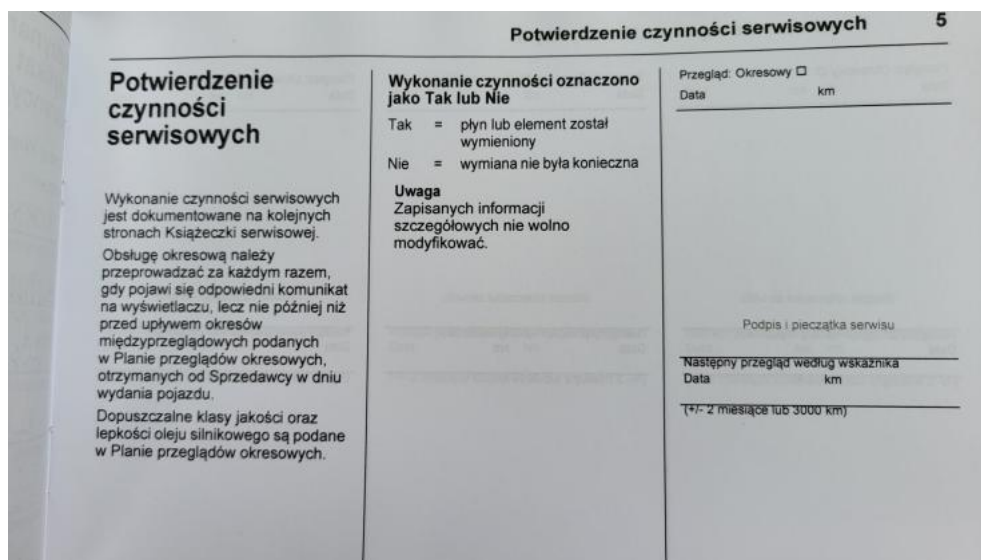 Potwierdzenie czynności serwisowych 5
Potwierdzenie
czynności
serwisowych
Wykonanie czynności serwisowych
jest dokumentowane na kolejnych
stronach Książeczki serwisowej.
Obsługę okresową należy
przeprowadzać za każdym razem,
gdy pojawi się odpowiedni komunikat
na wyświetlaczu, lecz nie później niż
przed upływem okresów
międzyprzeglądowych podanych
w Planie przeglądów okresowych,
otrzymanych od Sprzedawcy w dniu
wydania pojazdu.
Dopuszczalne klasy jakości oraz
lepkości oleju silnikowego są podane
w Planie przeglądów okresowych.
Wykonanie czynności oznaczono
jako Tak lub Nie
Tak = płyn lub element został
wymieniony
Nie = wymiana nie była konieczna
Uwaga
Zapisanych informacji
szczegółowych nie wolno
modyfikować.
Przegląd: Okresowy ☐
Data km
Podpis i pieczątka serwisu
Następny przegląd według wskaźnika
Data km
(+/- 2 miesiące lub 3000 km)